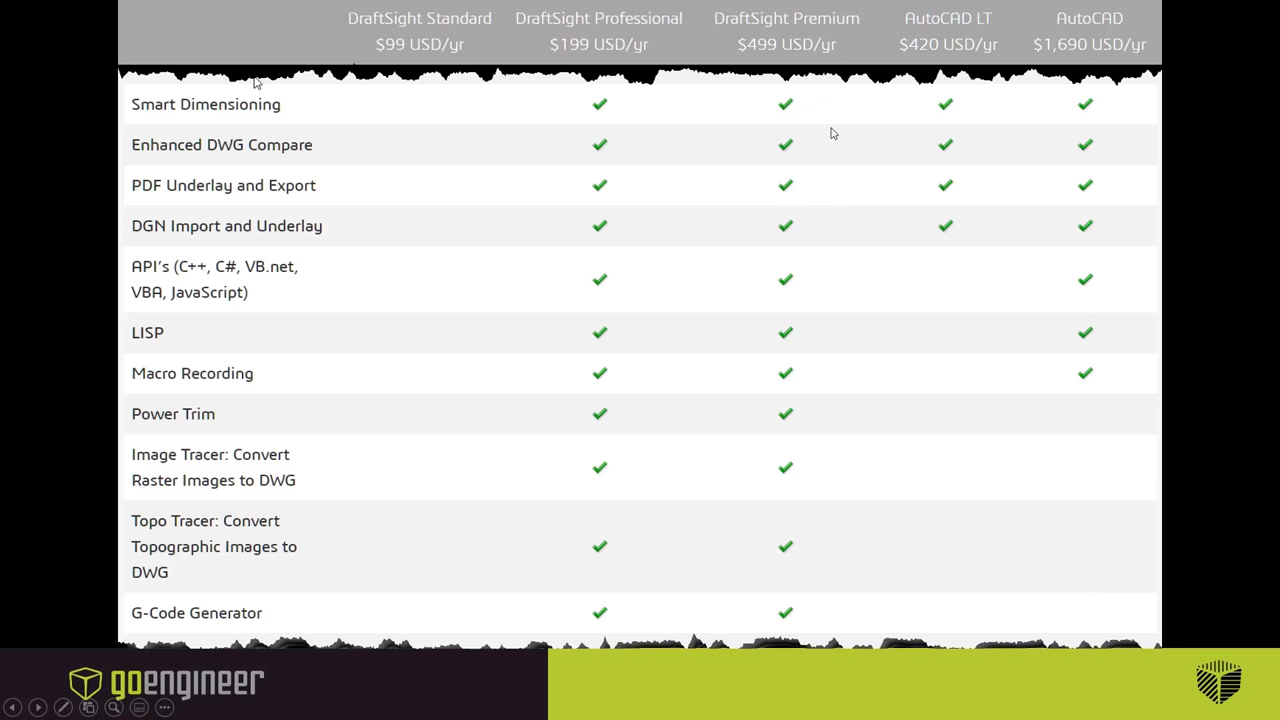 DraftSight Standard DraftSight Professional DraftSight Premium AutoCAD LT AutoCAD
$99 USD/yr $199 USD/yr $499 USD/yr $420 USD/yr $1,690 USD/yr
Smart Dimensioning
Enhanced DWG Compare
PDF Underlay and Export
DGN Import and Underlay
API's (C++, C#, VB.net,
VBA, JavaScript)
LISP
Macro Recording
Power Trim
Image Tracer: Convert
Raster Images to DWG
Topo Tracer: Convert
Topographic Images to
DWG
G-Code Generator
goengineer